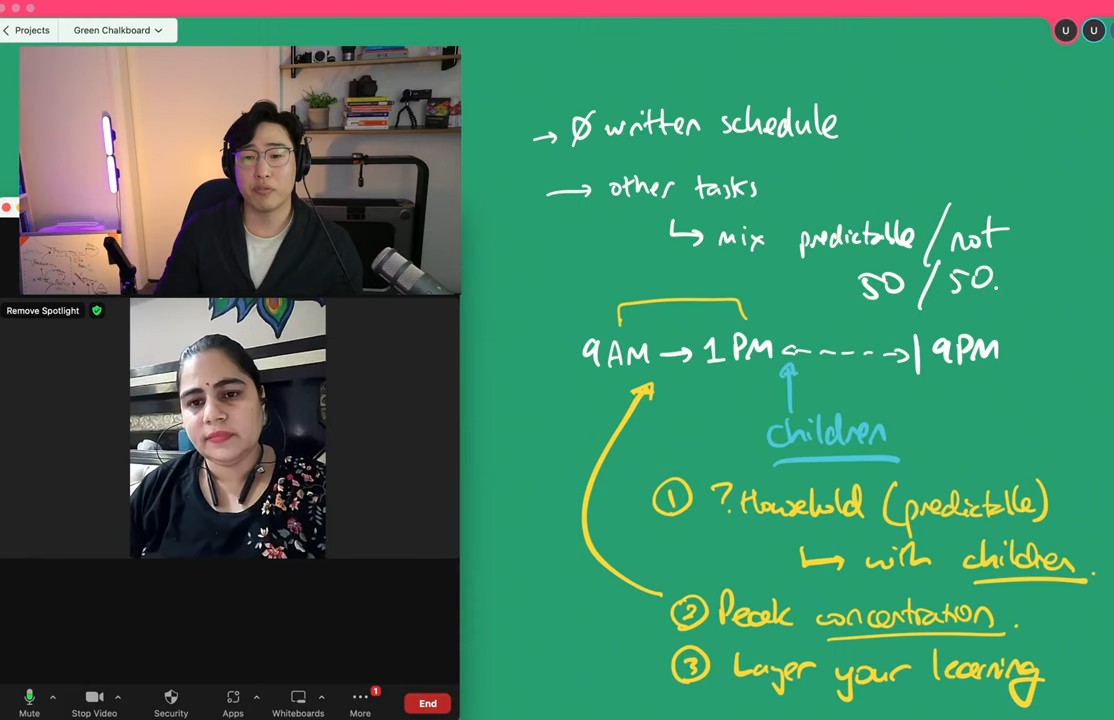 Projects
Green Chalkboard
U
U
Remove Spotlight
→ Ø written schedule
→ other tasks
↳ mix predictable / not
50 / 50.
9AM → 1PM <----> | 9PM
children
① ? Household (predictable)
↳ with children.
② Peak concentration.
③ Layer your learning
1
Mute
Stop Video
Security
Apps
Whiteboards
More
End